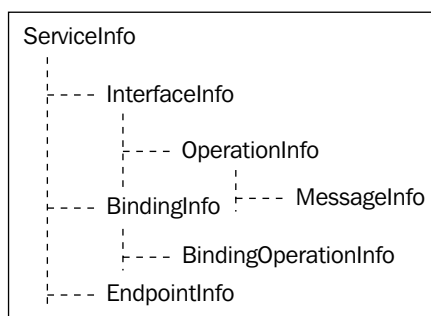 ServiceInfo
InterfaceInfo
OperationInfo
MessageInfo
BindingInfo
BindingOperationInfo
EndpointInfo